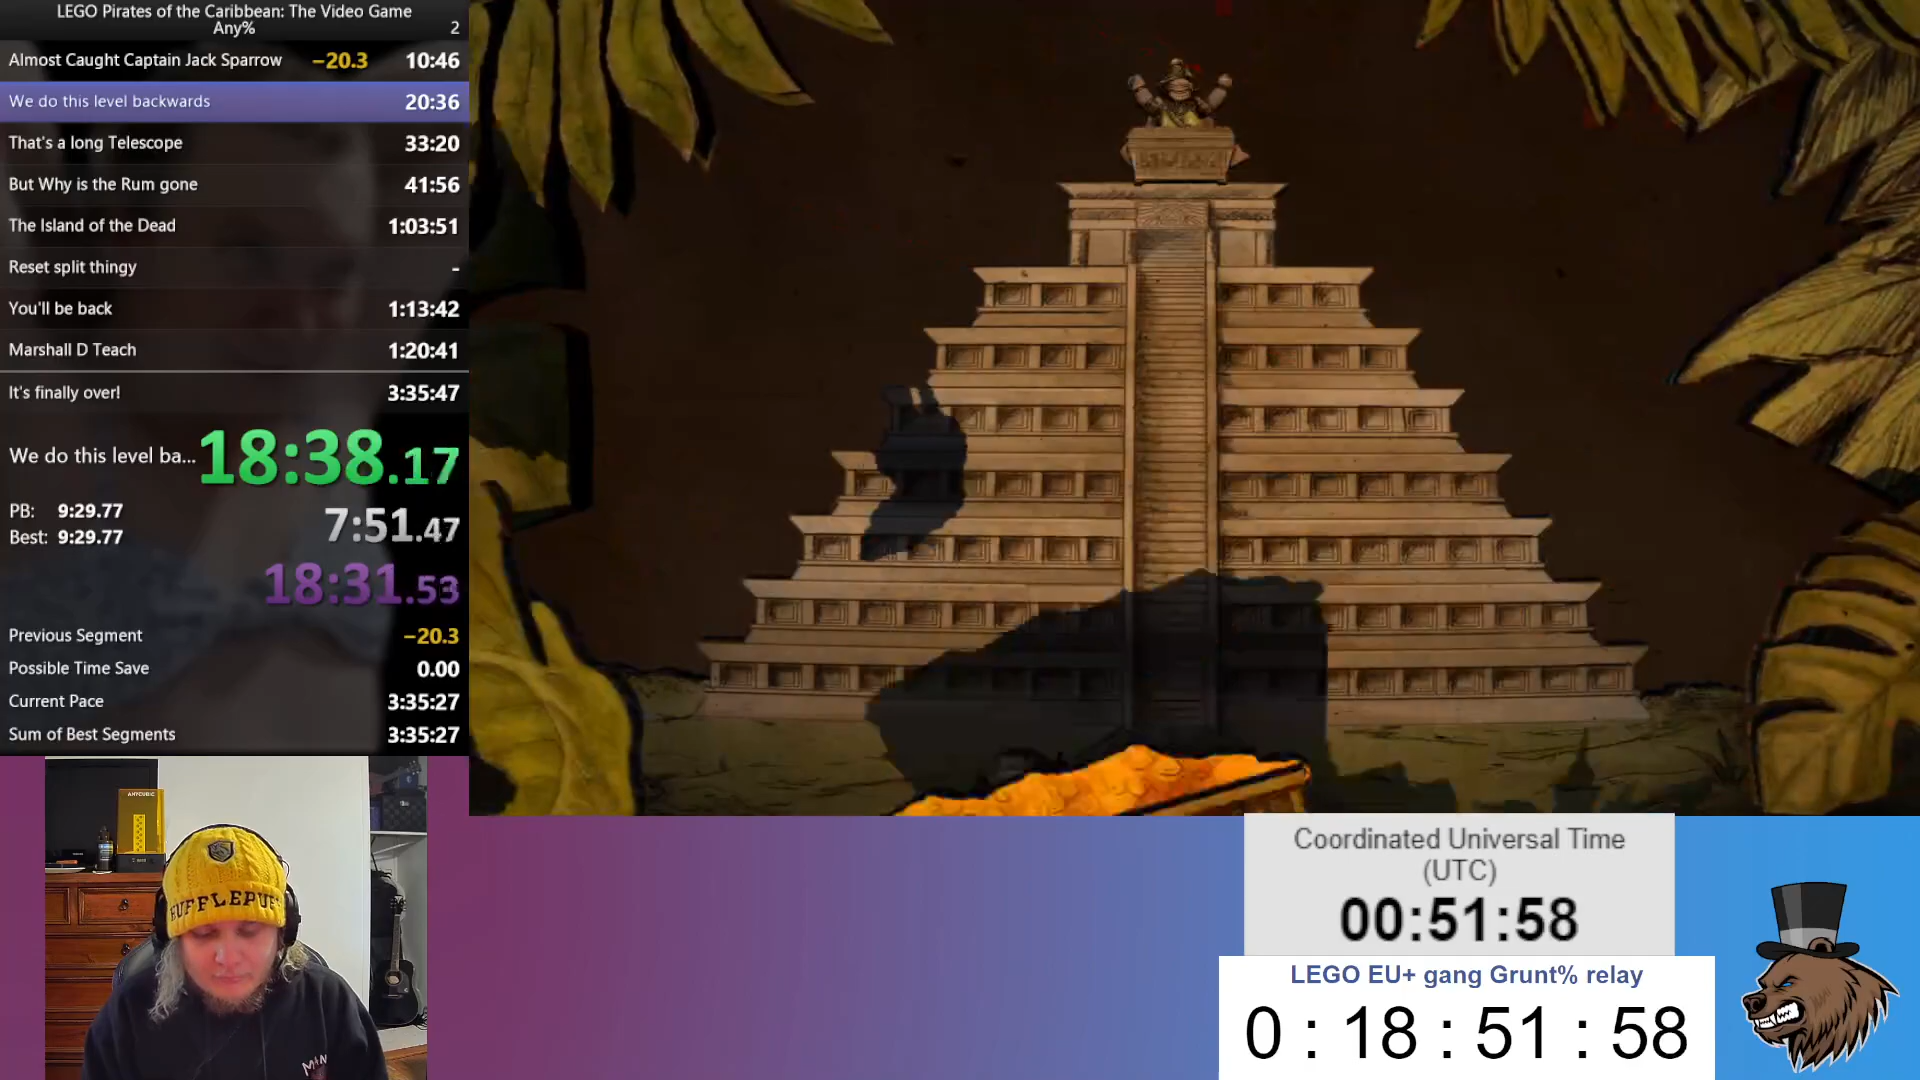 LEGO Pirates of the Caribbean: The Video Game
Any%
2
Almost Caught Captain Jack Sparrow −20.3 10:46
We do this level backwards 20:36
That's a long Telescope 33:20
But Why is the Rum gone 41:56
The Island of the Dead 1:03:51
Reset split thingy -
You'll be back 1:13:42
Marshall D Teach 1:20:41
It's finally over! 3:35:47
We do this level ba... 18:38.17
PB: 9:29.77
7:51.47
Best: 9:29.77
18:31.53
Previous Segment −20.3
Possible Time Save 0.00
Current Pace 3:35:27
Sum of Best Segments 3:35:27
ANYCUBIC
HUFFLEPUF
Coordinated Universal Time
(UTC)
00:51:58
LEGO EU+ gang Grunt% relay
0 : 18 : 51 : 58